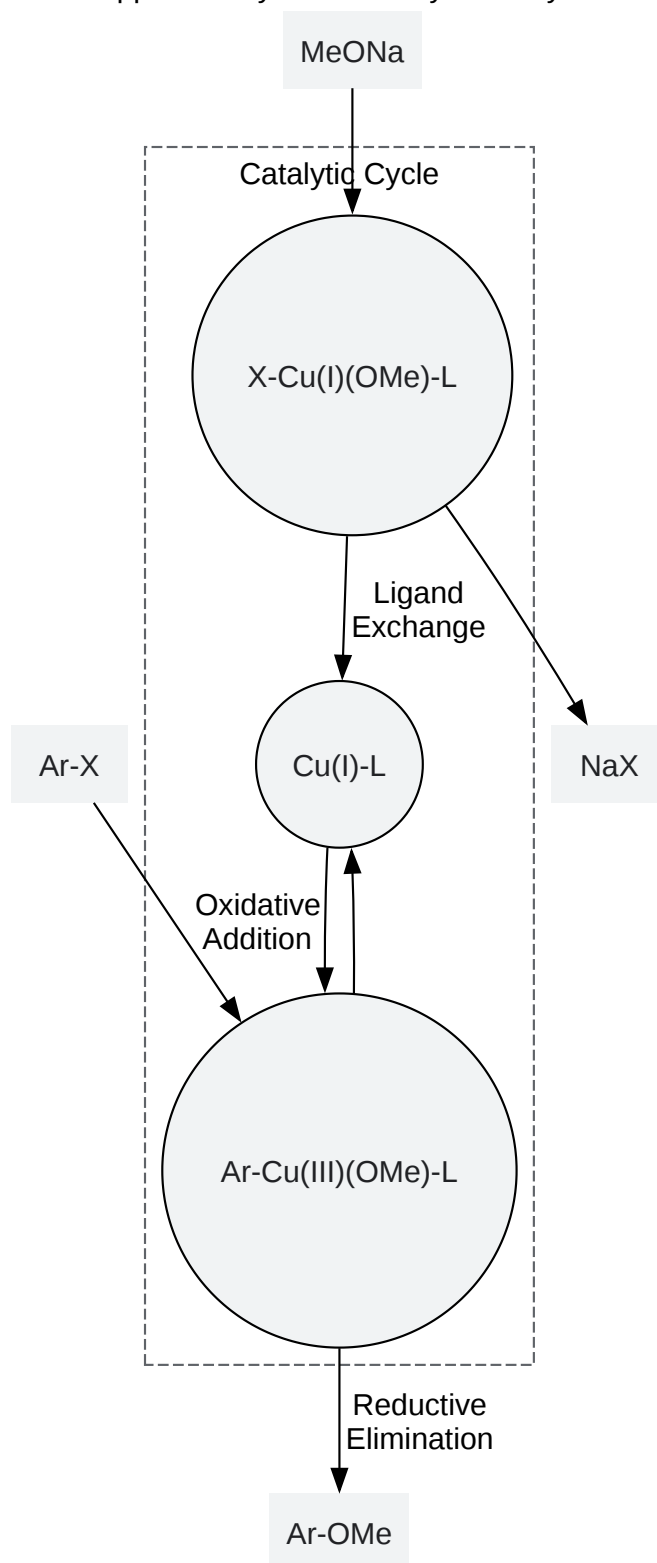 MeONa
Catalytic Cycle
X-Cu(I)(OMe)-L
Ligand
Exchange
Ar-X
Cu(I)-L
NaX
Oxidative
Addition
Ar-Cu(III)(OMe)-L
Reductive
Elimination
Ar-OMe